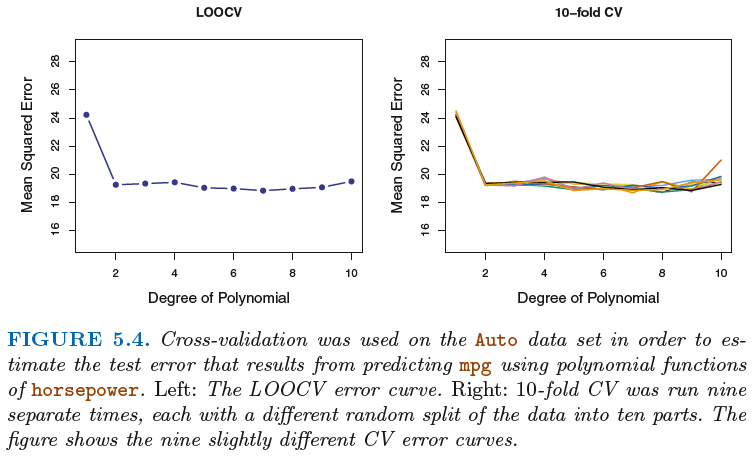 LOOCV
Mean Squared Error
28
26
24
22
20
18
16
2 4 6 8 10
Degree of Polynomial
10–fold CV
Mean Squared Error
28
26
24
22
20
18
16
2 4 6 8 10
Degree of Polynomial
FIGURE 5.4. Cross-validation was used on the Auto data set in order to es-
timate the test error that results from predicting mpg using polynomial functions
of horsepower. Left: The LOOCV error curve. Right: 10-fold CV was run nine
separate times, each with a different random split of the data into ten parts. The
figure shows the nine slightly different CV error curves.